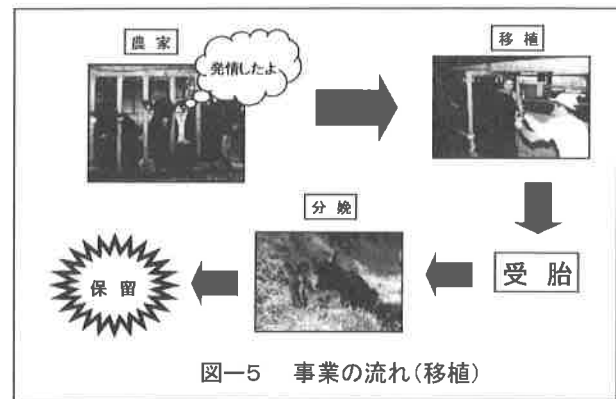 農家
発情したよ
移植
受胎
分娩
保留
図－5　事業の流れ(移植)